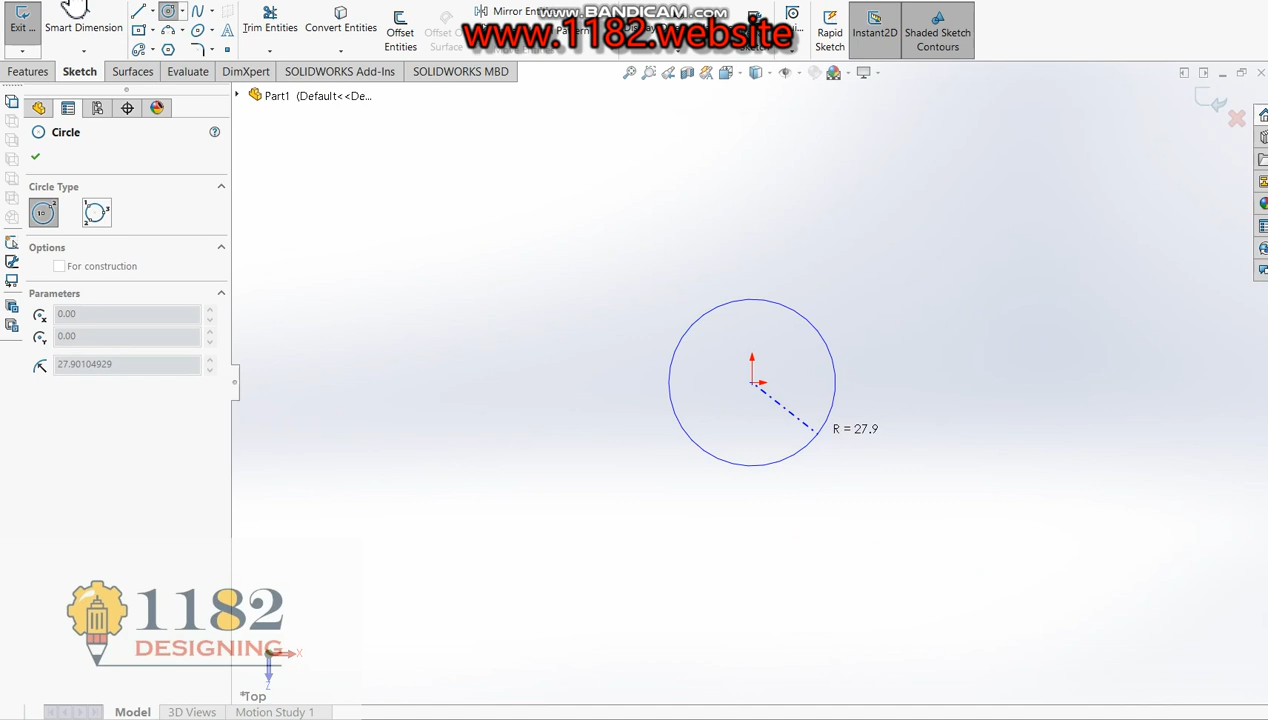 www.BANDICAM.com
www.1182.website
Exit ...
Smart Dimension
Trim Entities
Convert Entities
Offset
Entities
Offset
Surface
Mirror Entities
Rapid
Sketch
Instant2D
Shaded Sketch
Contours
Features
Sketch
Surfaces
Evaluate
DimXpert
SOLIDWORKS Add-Ins
SOLIDWORKS MBD
Part1 (Default<<De...
Circle
Circle Type
Options
For construction
Parameters
0.00
0.00
27.90104929
R = 27.9
1182
DESIGNING
X
Z
*Top
Model
3D Views
Motion Study 1